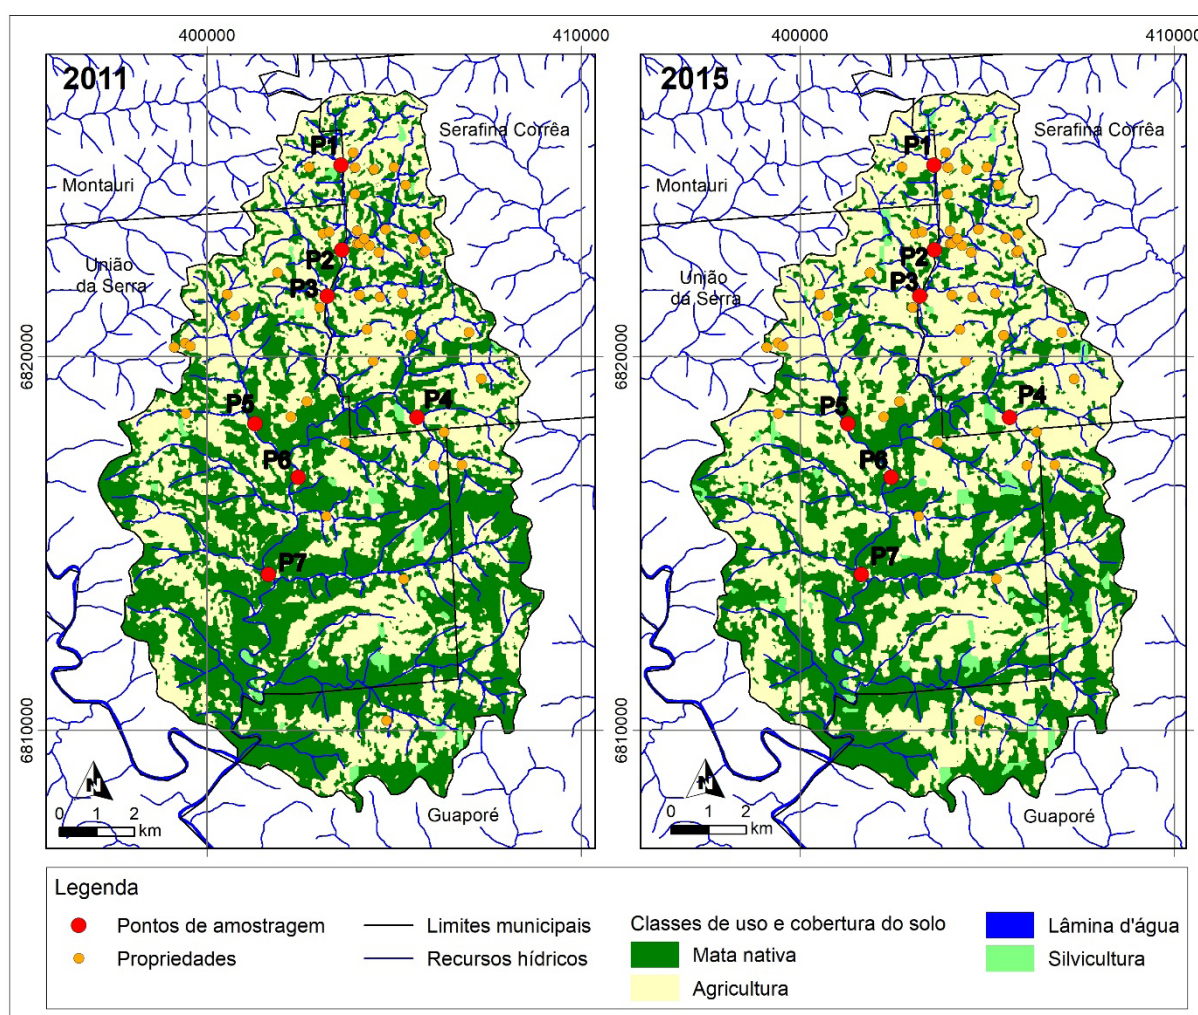 400000
410000
400000
410000
2011
2015
Serafina Corrêa
Serafina Corrêa
P1
P1
Montauri
Montauri
P2
P2
União
da Serra
União
da Serra
P3
P3
6820000
6820000
P4
P4
P5
P5
P6
P6
P7
P7
6810000
6810000
N
N
0 1 2
km
0 1 2
km
Guaporé
Guaporé
Legenda
Pontos de amostragem
Propriedades
Limites municipais
Recursos hídricos
Classes de uso e cobertura do solo
Mata nativa
Agricultura
Lâmina d'água
Silvicultura